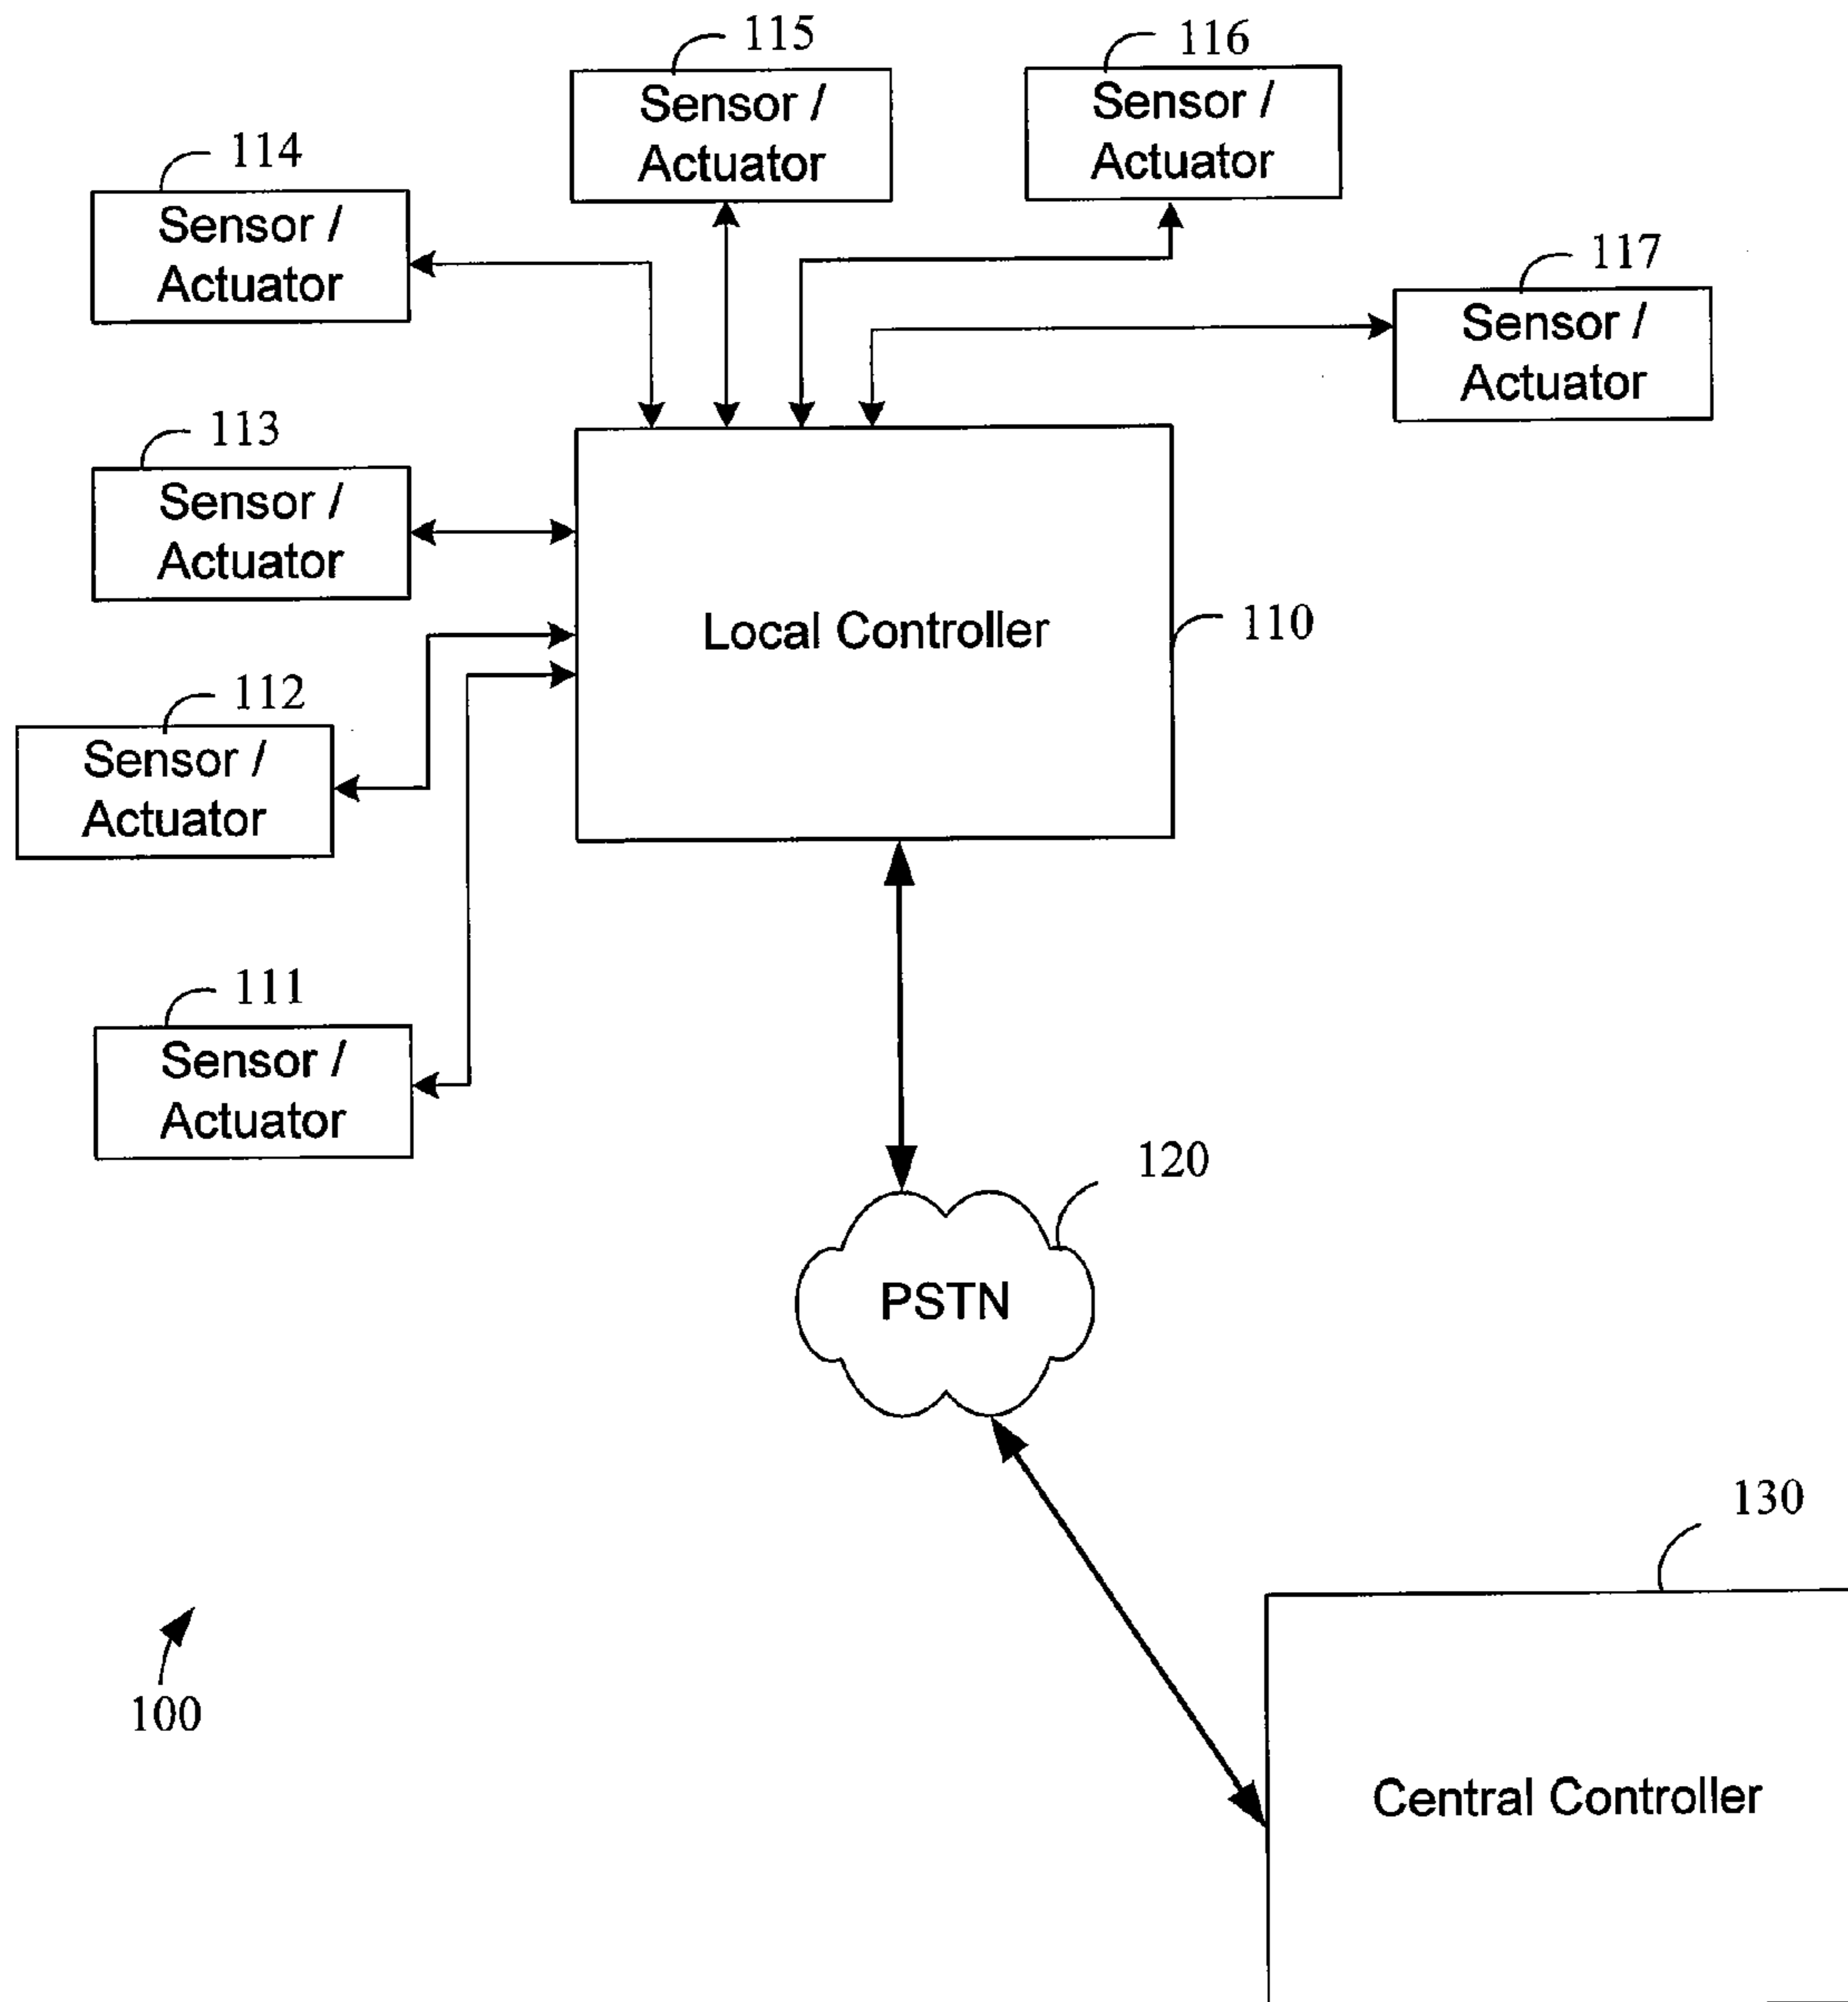 115
Sensor /
Actuator
116
Sensor /
Actuator
114
Sensor /
Actuator
117
Sensor /
Actuator
113
Sensor /
Actuator
Local Controller
110
112
Sensor /
Actuator
111
Sensor /
Actuator
120
PSTN
130
Central Controller
100